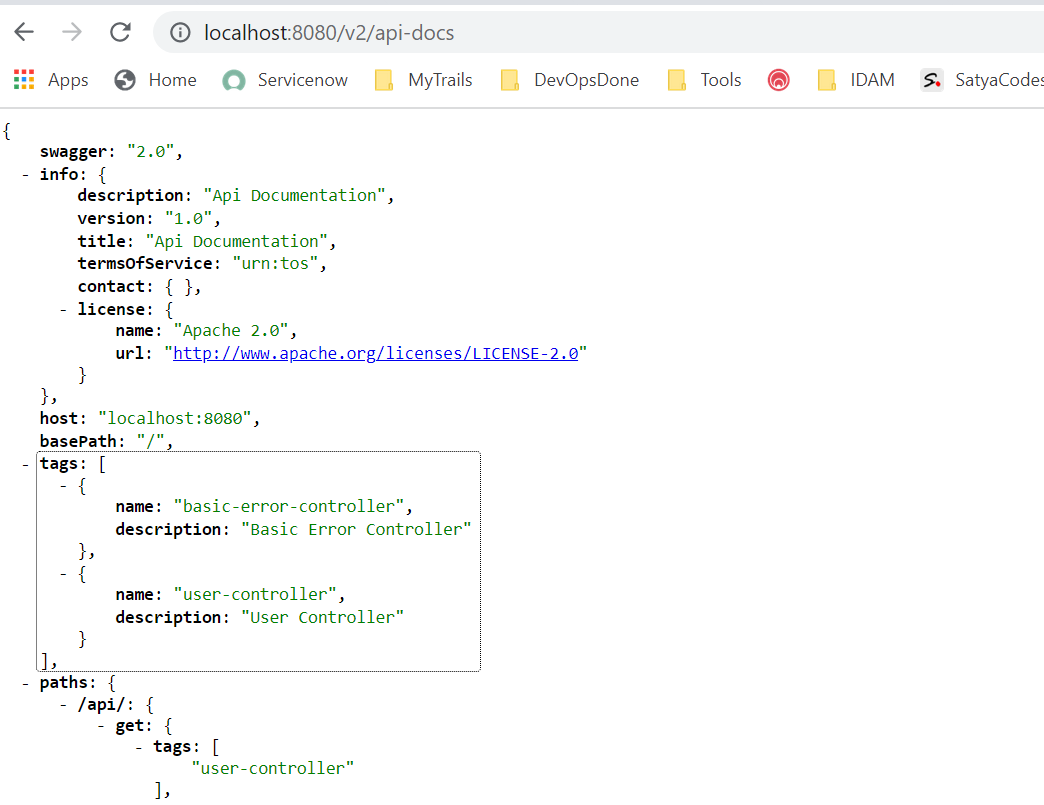 localhost:8080/v2/api-docs
Apps Home Servicenow MyTrails DevOpsDone Tools IDAM S. SatyaCodes
{
swagger: "2.0",
- info: {
description: "Api Documentation",
version: "1.0",
title: "Api Documentation",
termsOfService: "urn:tos",
contact: { },
- license: {
name: "Apache 2.0",
url: "http://www.apache.org/licenses/LICENSE-2.0"
}
},
host: "localhost:8080",
basePath: "/",
- tags: [
- {
name: "basic-error-controller",
description: "Basic Error Controller"
},
- {
name: "user-controller",
description: "User Controller"
}
],
- paths: {
- /api/: {
- get: {
- tags: [
"user-controller"
],